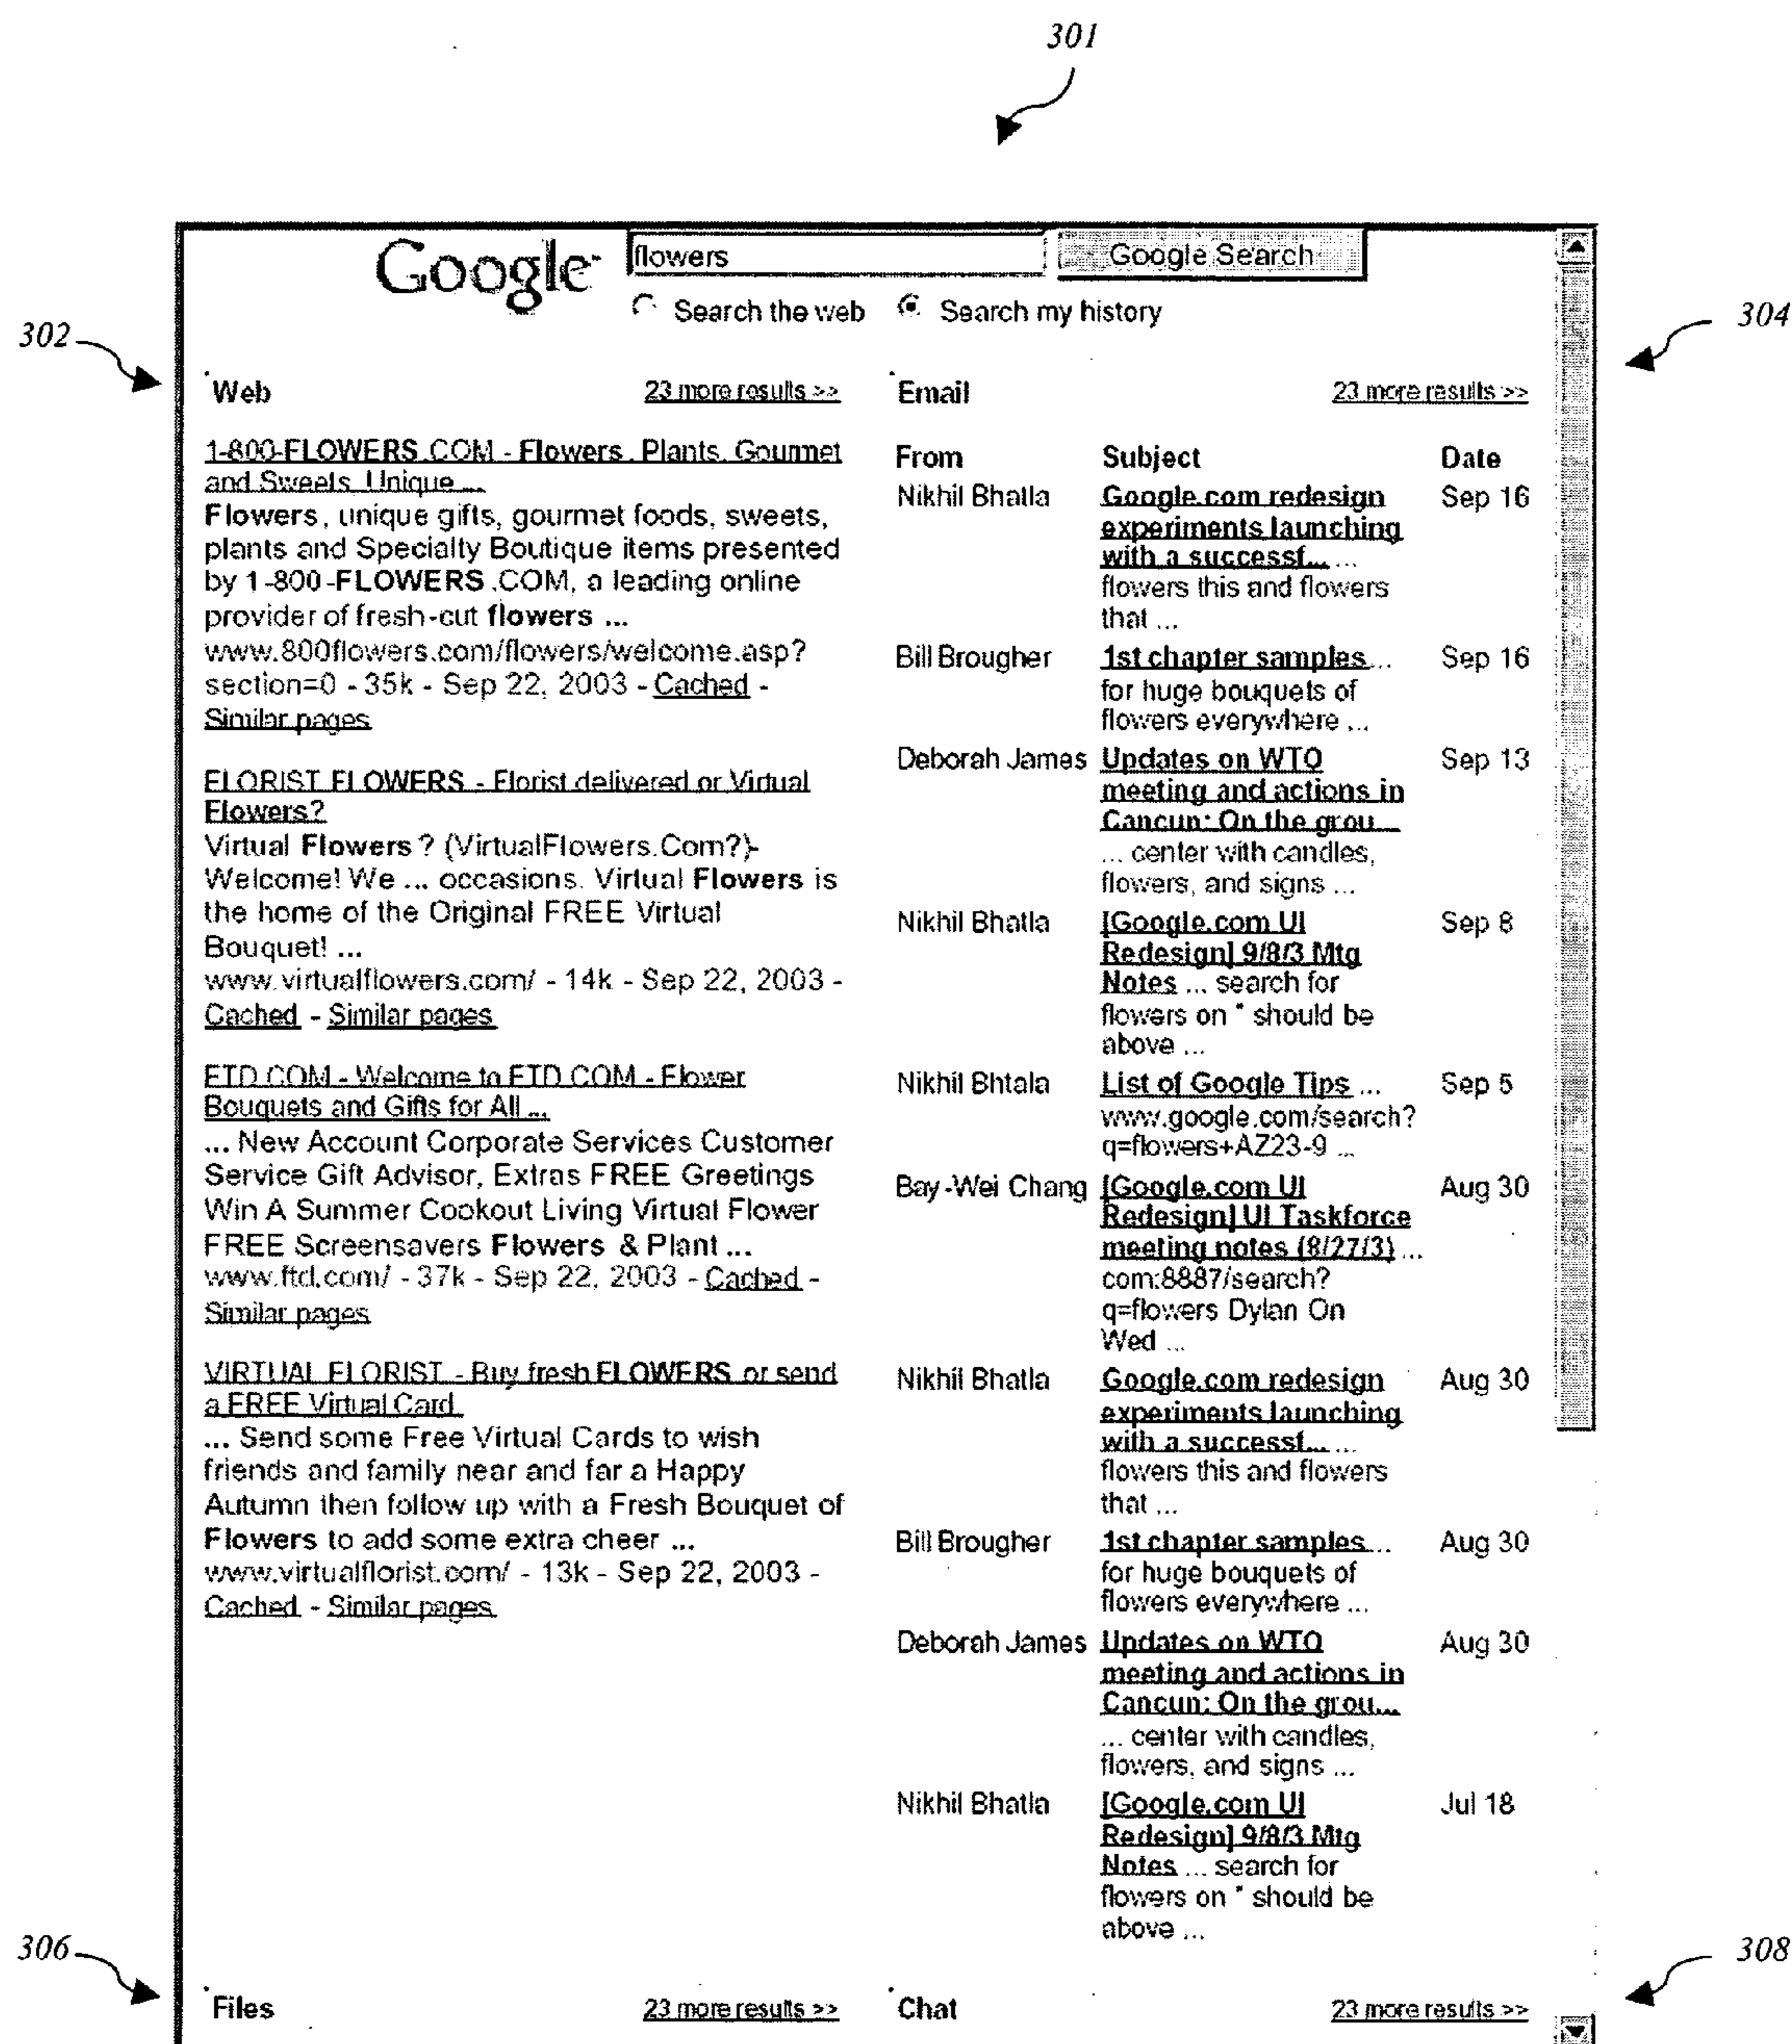 301
Google flowers Google Search
Search the web Search my history
302
304
Web 23 more results >>
1-800-FLOWERS.COM - Flowers, Plants, Gourmet
and Sweets, Unique ...
Flowers, unique gifts, gourmet foods, sweets,
plants and Specialty Boutique items presented
by 1-800-FLOWERS.COM, a leading online
provider of fresh-cut flowers ...
www.800flowers.com/flowers/welcome.asp?
section=0 - 35k - Sep 22, 2003 - Cached -
Similar pages
FLORIST FLOWERS - Florist delivered or Virtual
Flowers?
Virtual Flowers? (VirtualFlowers.Com?)-
Welcome! We ... occasions. Virtual Flowers is
the home of the Original FREE Virtual
Bouquet! ...
www.virtualflowers.com/ - 14k - Sep 22, 2003 -
Cached - Similar pages
FTD.COM - Welcome to FTD.COM - Flower
Bouquets and Gifts for All ...
... New Account Corporate Services Customer
Service Gift Advisor, Extras FREE Greetings
Win A Summer Cookout Living Virtual Flower
FREE Screensavers Flowers & Plant ...
www.ftd.com/ - 37k - Sep 22, 2003 - Cached -
Similar pages
VIRTUAL FLORIST - Buy fresh FLOWERS or send
a FREE Virtual Card
... Send some Free Virtual Cards to wish
friends and family near and far a Happy
Autumn then follow up with a Fresh Bouquet of
Flowers to add some extra cheer ...
www.virtualflorist.com/ - 13k - Sep 22, 2003 -
Cached - Similar pages
Email 23 more results >>
From Subject Date
Nikhil Bhatla Google.com redesign Sep 16
experiments launching
with a successf... ...
flowers this and flowers
that ...
Bill Brougher 1st chapter samples... Sep 16
for huge bouquets of
flowers everywhere ...
Deborah James Updates on WTO Sep 13
meeting and actions in
Cancun: On the grou...
... center with candles,
flowers, and signs ...
Nikhil Bhatla [Google.com UI Sep 8
Redesign] 9/8/3 Mtg
Notes ... search for
flowers on * should be
above ...
Nikhil Bhtala List of Google Tips ... Sep 5
www.google.com/search?
q=flowers+AZ23-9 ...
Bay-Wei Chang [Google.com UI Aug 30
Redesign] UI Taskforce
meeting notes (8/27/3) ...
com:8887/search?
q=flowers Dylan On
Wed ...
Nikhil Bhatla Google.com redesign Aug 30
experiments launching
with a successf... ...
flowers this and flowers
that ...
Bill Brougher 1st chapter samples... Aug 30
for huge bouquets of
flowers everywhere ...
Deborah James Updates on WTO Aug 30
meeting and actions in
Cancun: On the grou...
... center with candles,
flowers, and signs ...
Nikhil Bhatla [Google.com UI Jul 18
Redesign] 9/8/3 Mtg
Notes ... search for
flowers on * should be
above ...
306
308
Files 23 more results >>
Chat 23 more results >>